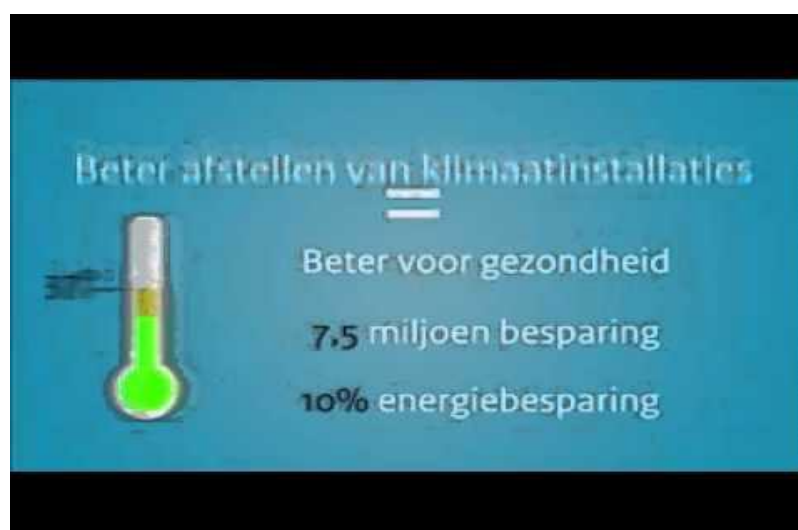 Beter afstellen van klimaatinstallaties
=
Beter voor gezondheid
7,5 miljoen besparing
10% energiebesparing